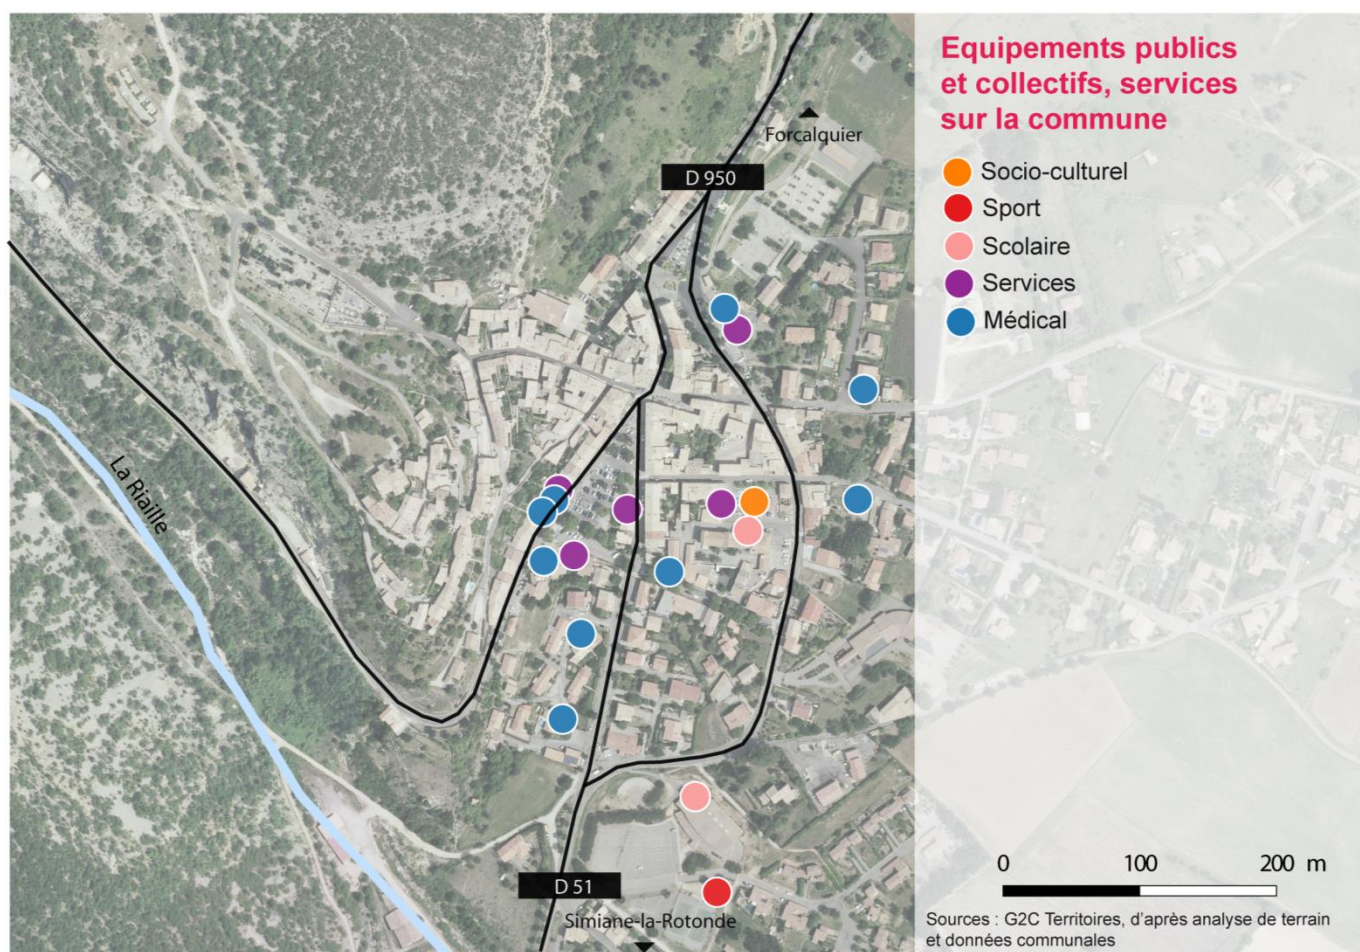 Equipements publics
et collectifs, services
sur la commune
Forcalquier
D 950
Socio-culturel
Sport
Scolaire
Services
Médical
La Riaille
D 51
Simiane-la-Rotonde
0 100 200 m
Sources : G2C Territoires, d'après analyse de terrain
et données communales